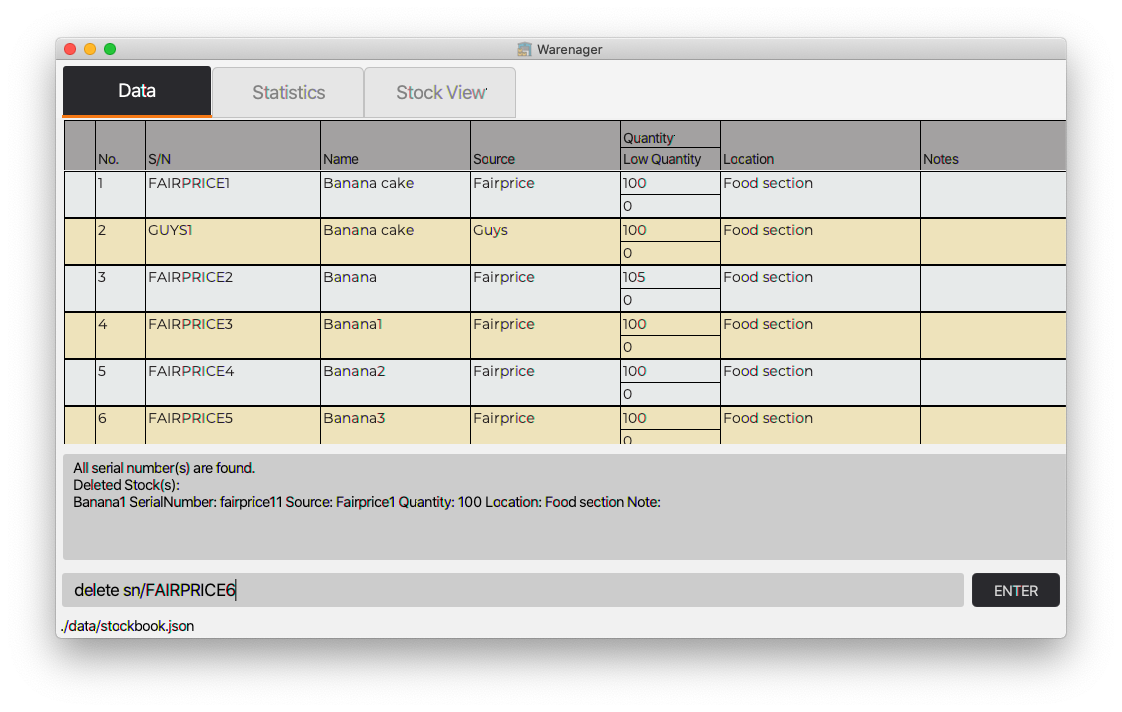 Warenager
Data Statistics Stock View
No. S/N Name Source Quantity Low Quantity Location Notes
1 FAIRPRICE1 Banana cake Fairprice 100 Food section
0
2 GUYS1 Banana cake Guys 100 Food section
0
3 FAIRPRICE2 Banana Fairprice 105 Food section
0
4 FAIRPRICE3 Banana1 Fairprice 100 Food section
0
5 FAIRPRICE4 Banana2 Fairprice 100 Food section
0
6 FAIRPRICE5 Banana3 Fairprice 100 Food section
0
All serial number(s) are found.
Deleted Stock(s):
Banana1 SerialNumber: fairprice11 Source: Fairprice1 Quantity: 100 Location: Food section Note:
delete sn/FAIRPRICE6 ENTER
./data/stockbook.json